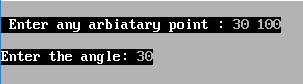 Enter any arbiatary point : 30 100
Enter the angle: 30